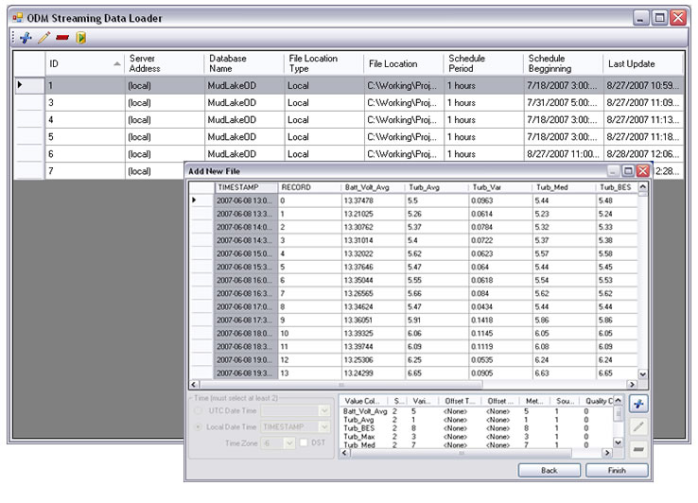 ODM Streaming Data Loader
ID Server Address Database Name File Location Type File Location Schedule Period Schedule Beggining Last Update
1 (local) MudLakeOD Local C:\Working\Proj... 1 hours 7/18/2007 3:00:... 8/27/2007 10:59...
3 (local) MudLakeOD Local C:\Working\Proj... 1 hours 7/31/2007 5:00:... 8/27/2007 11:09...
4 (local) MudLakeOD Local C:\Working\Proj... 1 hours 7/18/2007 3:00:... 8/27/2007 11:13...
5 (local) MudLakeOD Local C:\Working\Proj... 1 hours 7/18/2007 3:00:... 8/27/2007 11:18...
6 (local) MudLakeOD Local C:\Working\Proj... 1 hours 8/27/2007 11:00... 8/28/2007 12:06...
7 (local) 2:28...
Add New File
TIMESTAMP RECORD Batt_Volt_Avg Turb_Avg Turb_Var Turb_Med Turb_BES
2007-06-08 13:0... 0 13.37478 5.5 0.0963 5.44 5.48
2007-06-08 13:3... 1 13.21025 5.26 0.0614 5.23 5.24
2007-06-08 14:0... 2 13.30762 5.37 0.0784 5.32 5.33
2007-06-08 14:3... 3 13.31014 5.4 0.0722 5.37 5.38
2007-06-08 15:0... 4 13.32022 5.62 0.0623 5.57 5.58
2007-06-08 15:3... 5 13.37646 5.47 0.064 5.44 5.45
2007-06-08 16:0... 6 13.35044 5.55 0.0618 5.54 5.53
2007-06-08 16:3... 7 13.26565 5.66 0.084 5.62 5.62
2007-06-08 17:0... 8 13.34624 5.47 0.0434 5.44 5.44
2007-06-08 17:3... 9 13.36051 5.91 0.1418 5.86 5.86
2007-06-08 18:0... 10 13.39325 6.06 0.1145 6.05 6.05
2007-06-08 18:3... 11 13.39744 6.09 0.1119 6.08 6.09
2007-06-08 19:0... 12 13.25306 6.25 0.0535 6.24 6.24
2007-06-08 19:3... 13 13.24299 6.65 0.0905 6.63 6.65
Time (must select at least 2)
UTC Date Time
Local Date Time TIMESTAMP
Time Zone -6 DST
Value Col... S... Vari... Offset T... Offset ... Met... Sou... Quality C
Batt_Volt_Avg 2 5 <None> <None> 5 1 0
Turb_Avg 2 1 <None> <None> 1 1 0
Turb_BES 2 8 <None> <None> 8 1 0
Turb_Max 2 3 <None> <None> 3 1 0
Turb_Med 2 7 <None> <None> 7 1 0
Back Finish